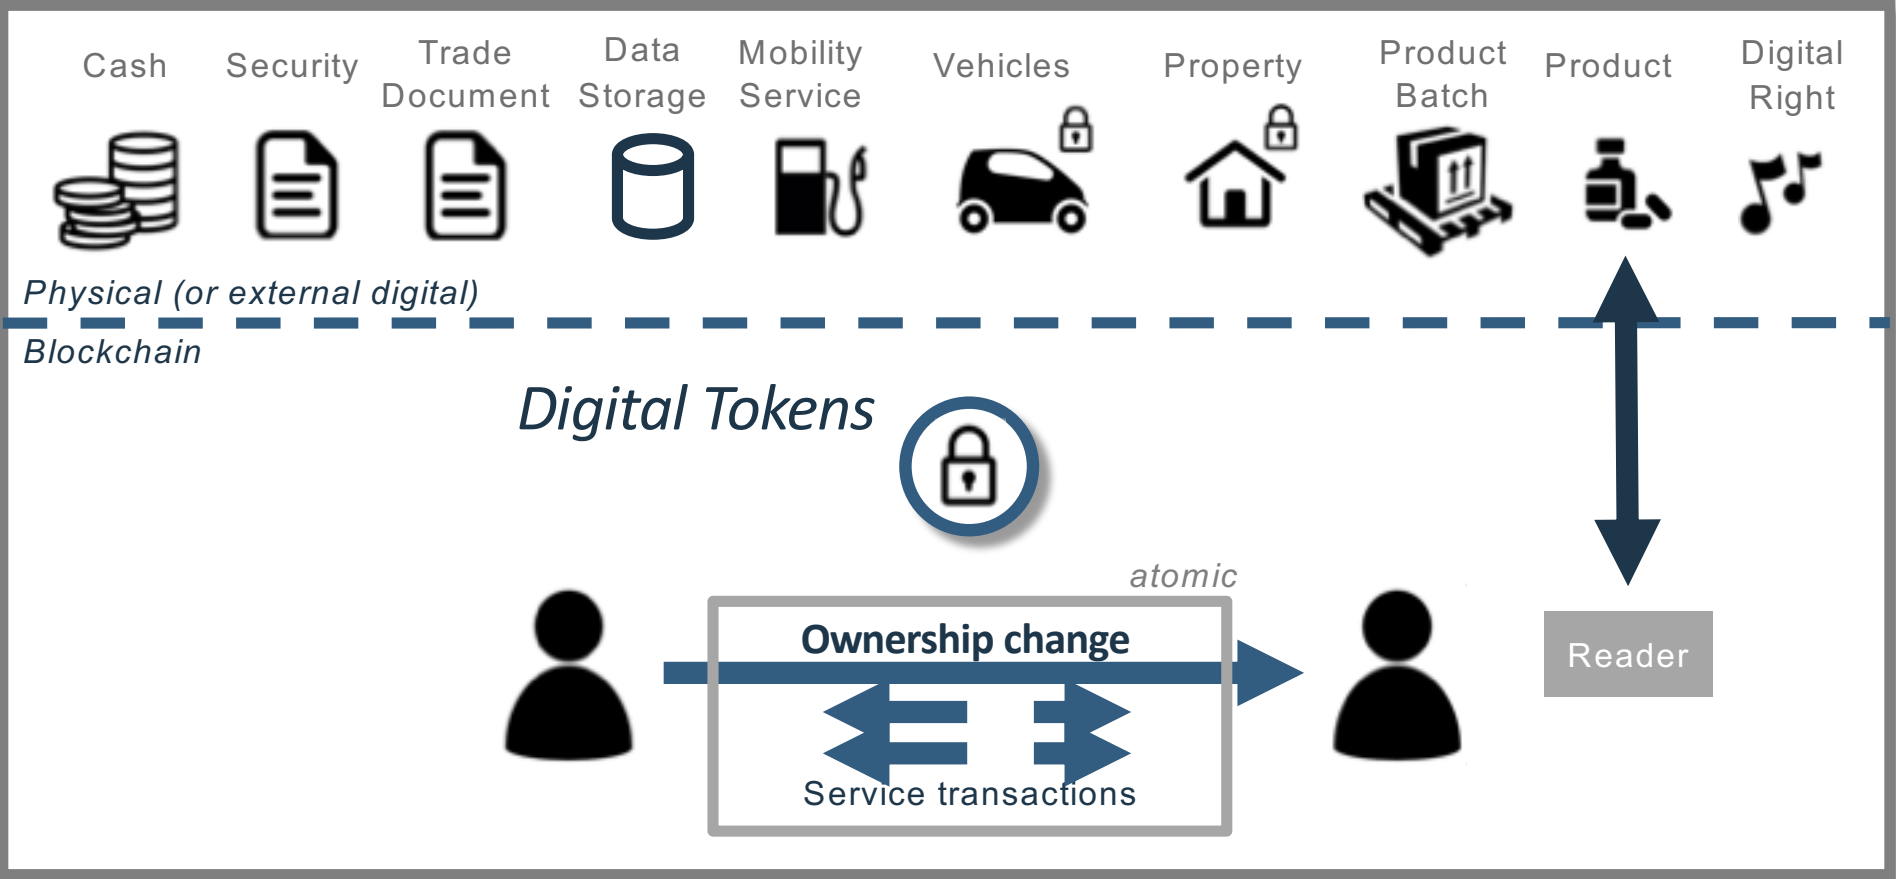 Cash
Security
Trade
Document
Data
Storage
Mobility
Service
Vehicles
Property
Product
Batch
Product
Digital
Right
Physical (or external digital)
Blockchain
Digital Tokens
atomic
Ownership change
Service transactions
Reader